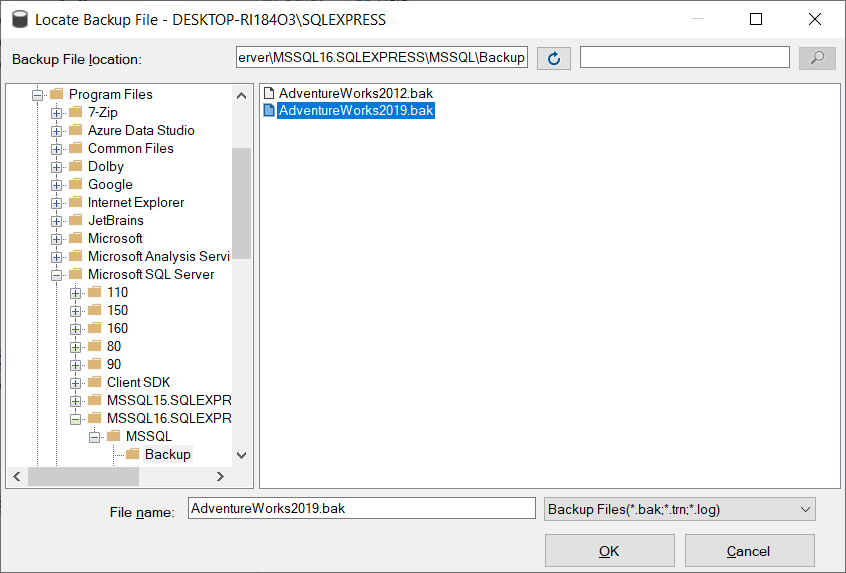 Locate Backup File - DESKTOP-RI184O3\SQLEXPRESS
Backup File location:
erver\MSSQL16.SQLEXPRESS\MSSQL\Backup
Program Files
7-Zip
Azure Data Studio
Common Files
Dolby
Google
Internet Explorer
JetBrains
Microsoft
Microsoft Analysis Servi
Microsoft SQL Server
110
150
160
80
90
Client SDK
MSSQL15.SQLEXPR
MSSQL16.SQLEXPR
MSSQL
Backup
AdventureWorks2012.bak
AdventureWorks2019.bak
File name:
AdventureWorks2019.bak
Backup Files(*.bak;*.trn;*.log)
OK
Cancel